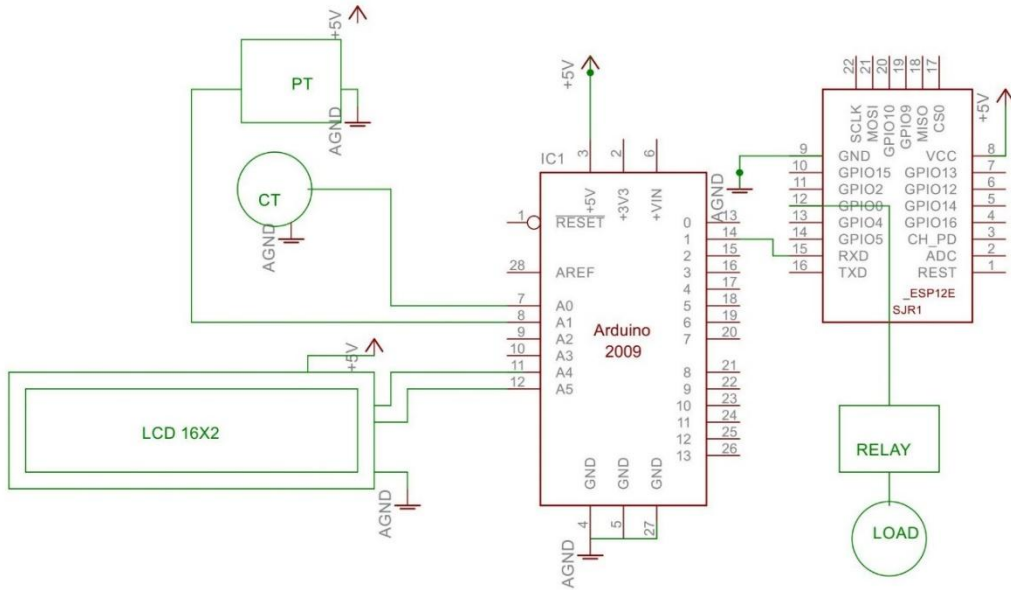 +5V
PT
AGND
CT
AGND
+5V
LCD 16X2
AGND
+5V
IC1
3
2
6
+5V
+3V3
+VIN
1
RESET
28
AREF
7
A0
8
A1
9
A2
10
A3
11
A4
12
A5
Arduino
2009
0
13
1
14
2
15
3
16
4
17
5
18
6
19
7
20
8
21
9
22
10
23
11
24
12
25
13
26
GND
GND
GND
4
5
27
AGND
AGND
22
21
20
19
18
17
SCLK
MOSI
GPIO10
GPIO9
MISO
CS0
+5V
9
GND
VCC
8
10
GPIO15
GPIO13
7
11
GPIO2
GPIO12
6
12
GPIO0
GPIO14
5
13
GPIO4
GPIO16
4
14
GPIO5
CH_PD
3
15
RXD
ADC
2
16
TXD
REST
1
_ESP12E
SJR1
RELAY
LOAD